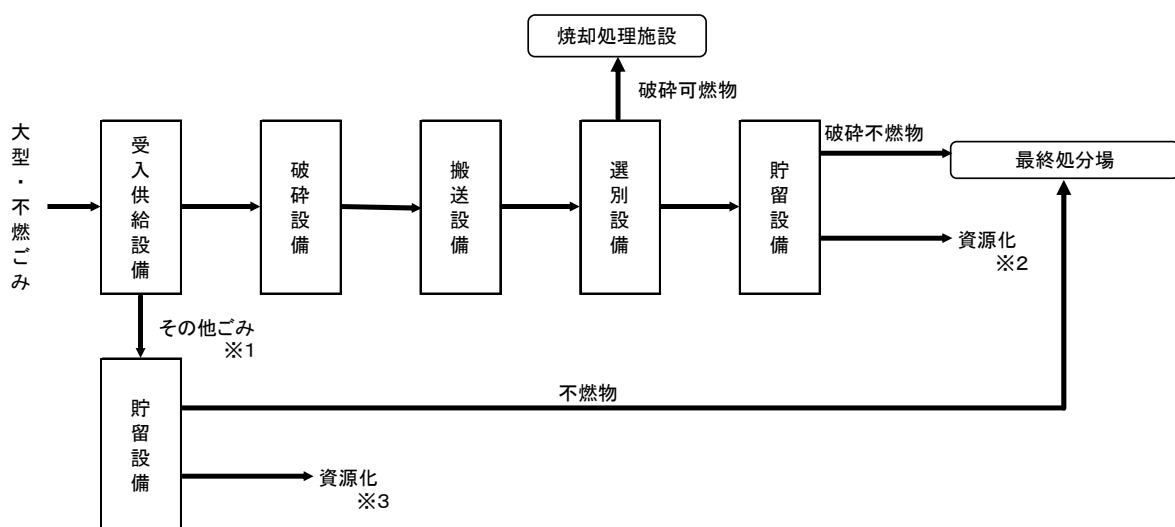 焼却処理施設
破砕可燃物
大型・不燃ごみ
受入供給設備
破砕設備
搬送設備
選別設備
貯留設備
破砕不燃物
最終処分場
資源化
※2
その他ごみ
※1
貯留設備
不燃物
資源化
※3